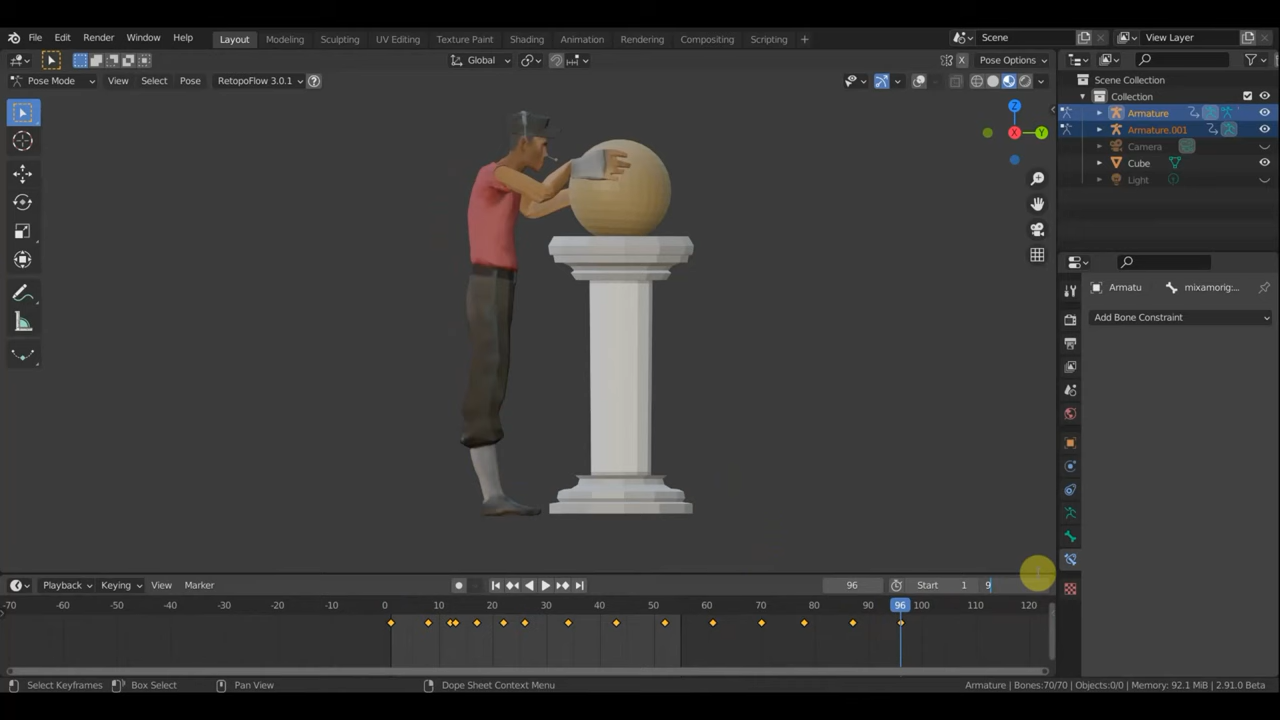 File Edit Render Window Help Layout Modeling Sculpting UV Editing Texture Paint Shading Animation Rendering Compositing Scripting + Scene View Layer
Global Pose Options
Pose Mode View Select Pose RetopoFlow 3.0.1
Scene Collection
Collection
Armature
Armature.001
Camera
Cube
Light
Z
X
Y
Armatu mixamorig:...
Add Bone Constraint
Playback Keying View Marker 96 Start 1 9
-70 -60 -50 -40 -30 -20 -10 0 10 20 30 40 50 60 70 80 90 96 100 110 120
Select Keyframes Box Select Pan View Dope Sheet Context Menu Armature | Bones:70/70 | Objects:0/0 | Memory: 92.1 MiB | 2.91.0 Beta